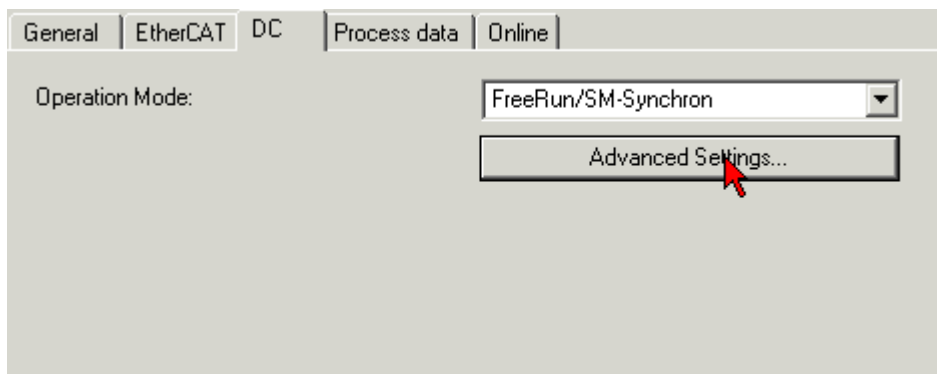 General EtherCAT DC Process data Online
Operation Mode: FreeRun/SM-Synchron
Advanced Settings...